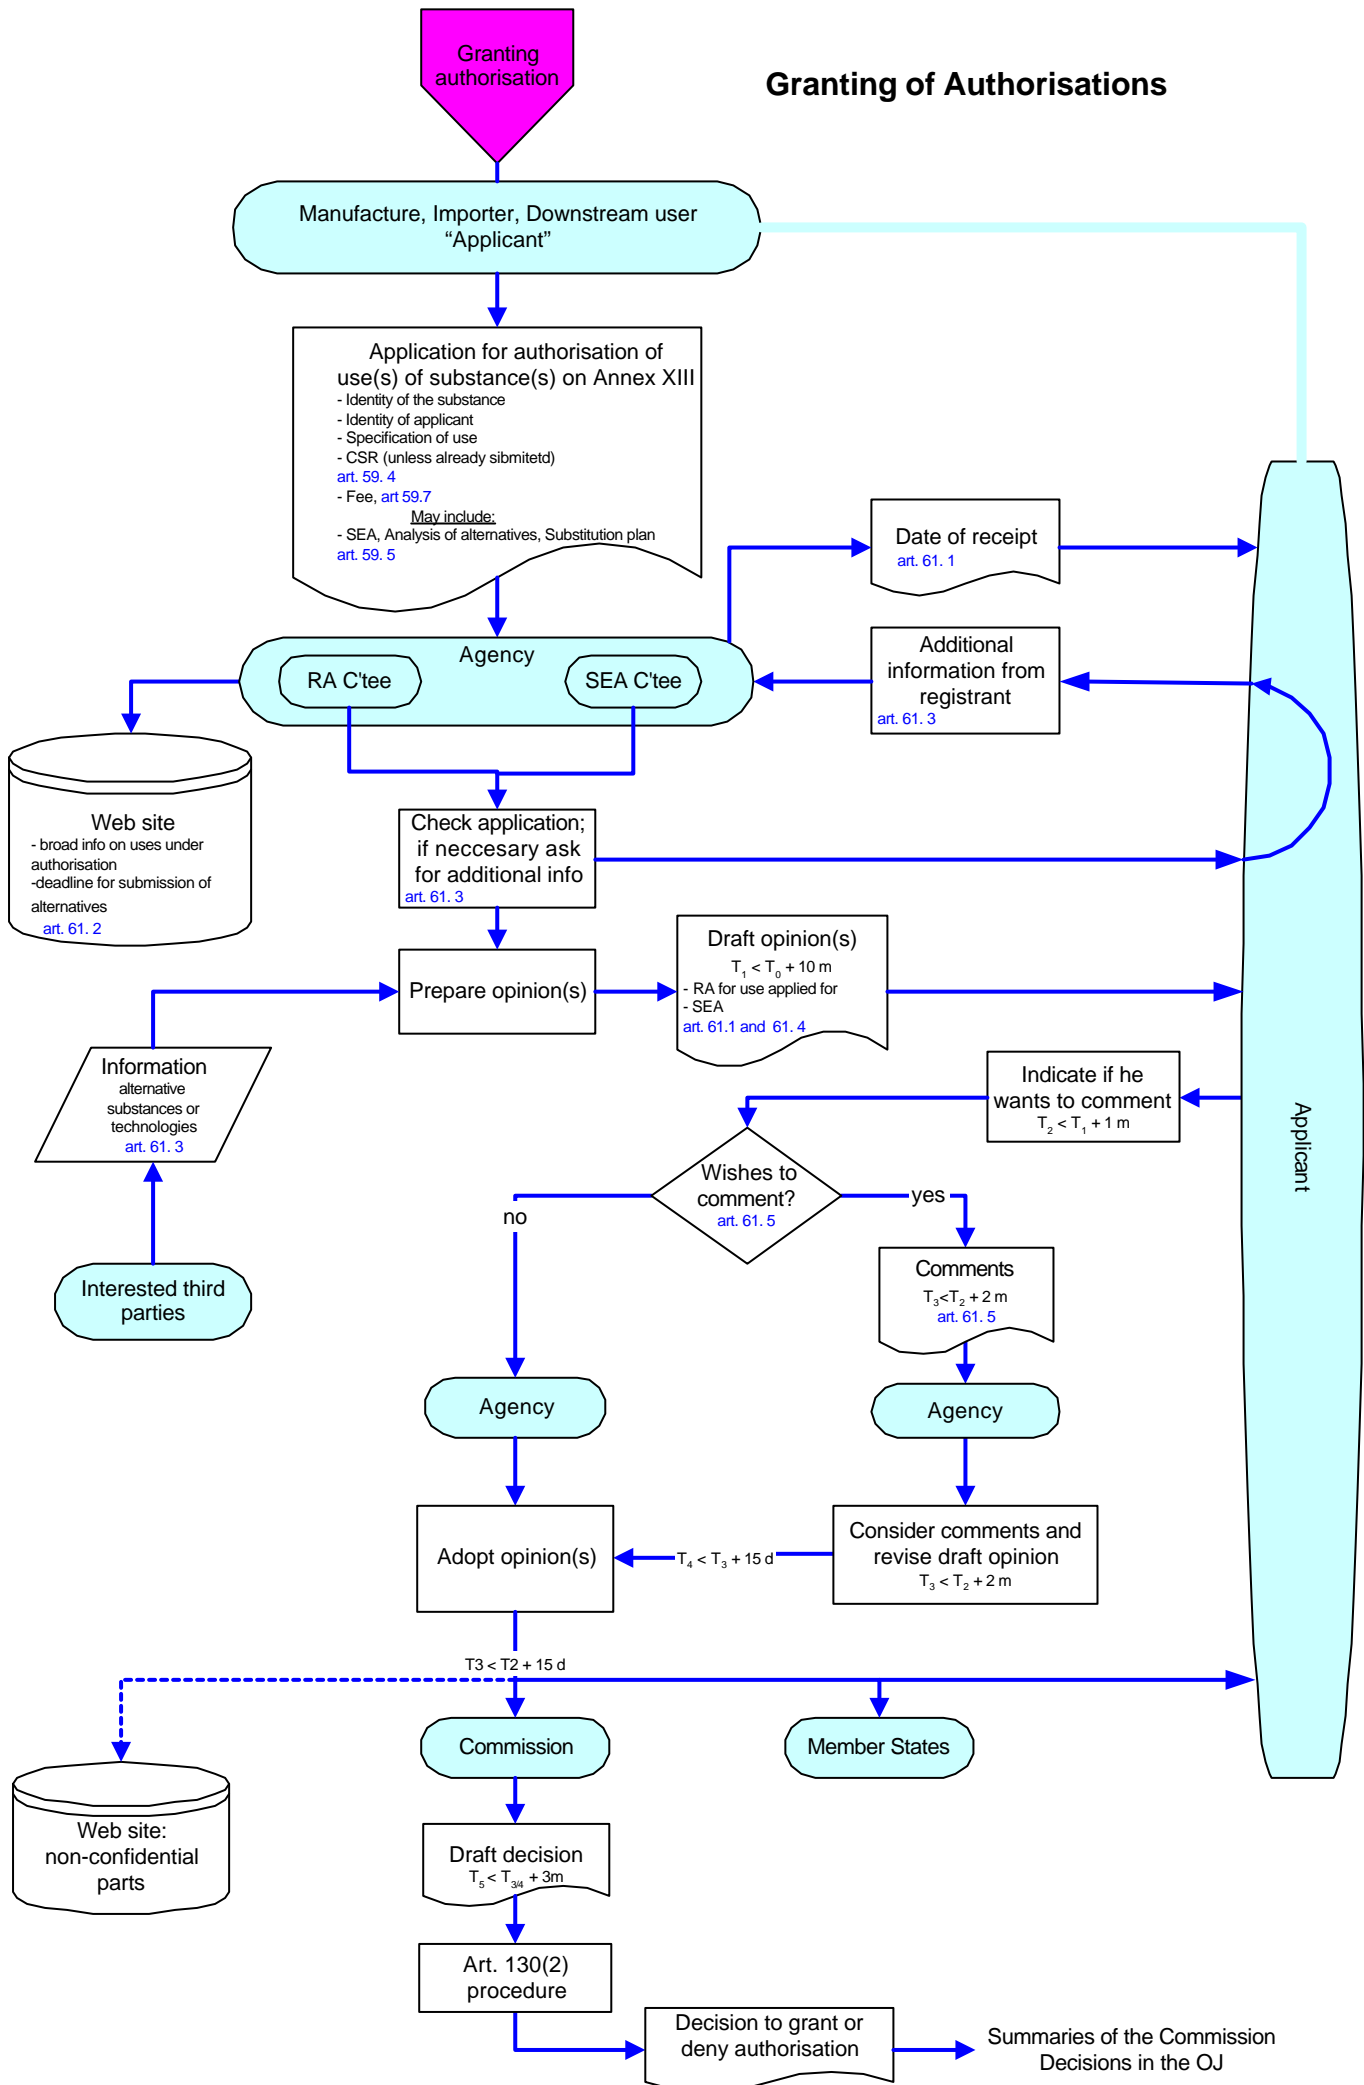 Granting
authorisation
Granting of Authorisations
Manufacture, Importer, Downstream user
“Applicant”
Application for authorisation of
use(s) of substance(s) on Annex XIII
- Identity of the substance
- Identity of applicant
- Specification of use
- CSR (unless already sibmitetd)
art. 59. 4
- Fee, art 59.7
May include:
- SEA, Analysis of alternatives, Substitution plan
art. 59. 5
Date of receipt
art. 61. 1
Agency
RA C'tee
SEA C'tee
Additional
information from
registrant
art. 61. 3
Web site
- broad info on uses under
authorisation
-deadline for submission of
alternatives
art. 61. 2
Check application;
if neccesary ask
for additional info
art. 61. 3
Prepare opinion(s)
Draft opinion(s)
T1 < T0 + 10 m
- RA for use applied for
- SEA
art. 61.1 and 61. 4
Information
alternative
substances or
technologies
art. 61. 3
Indicate if he
wants to comment
T2 < T1 + 1 m
Applicant
Wishes to
comment?
art. 61. 5
no
yes
Interested third
parties
Comments
T3<T2 + 2 m
art. 61. 5
Agency
Agency
Adopt opinion(s)
T4 < T3 + 15 d
Consider comments and
revise draft opinion
T3 < T2 + 2 m
T3 < T2 + 15 d
Commission
Member States
Web site:
non-confidential
parts
Draft decision
T5 < T3/4 + 3m
Art. 130(2)
procedure
Decision to grant or
deny authorisation
Summaries of the Commission
Decisions in the OJ